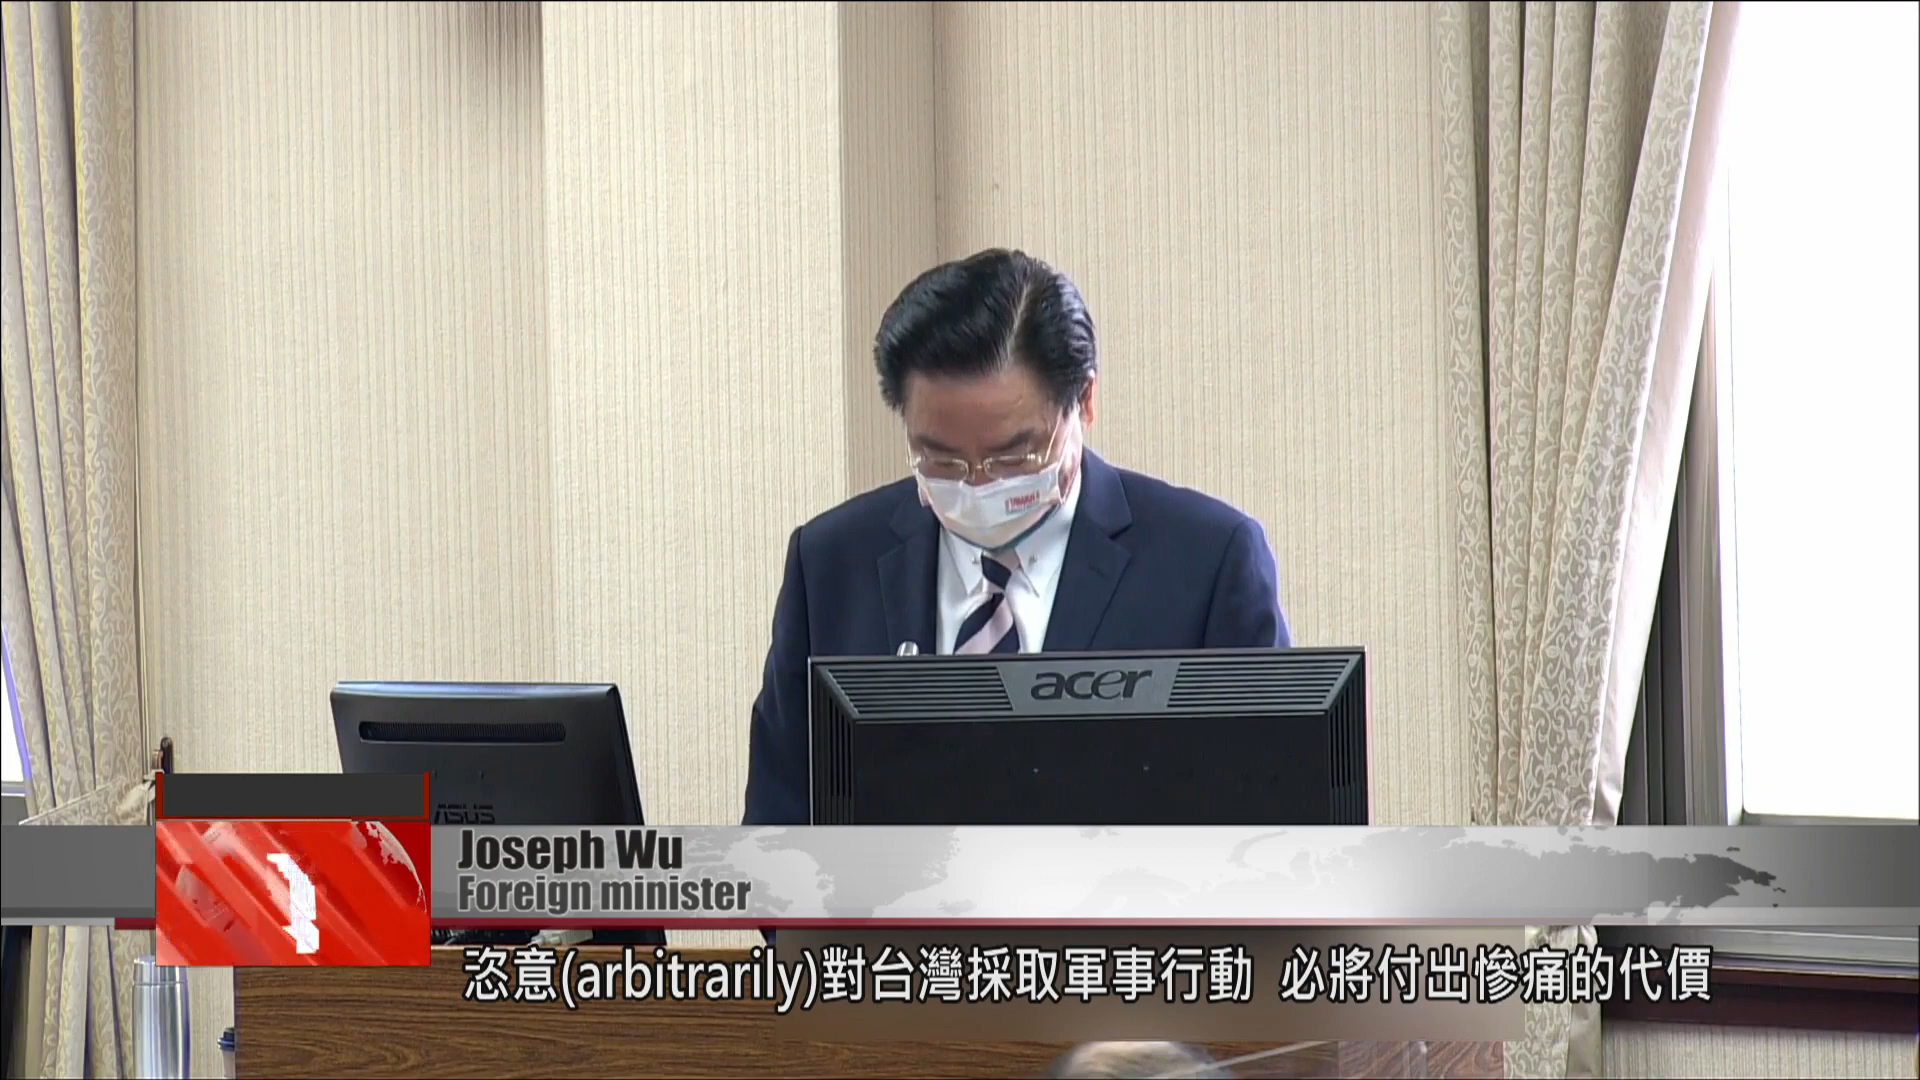 acer
ASUS
Joseph Wu
Foreign minister
恣意(arbitrarily)對台灣採取軍事行動 必將付出慘痛的代價